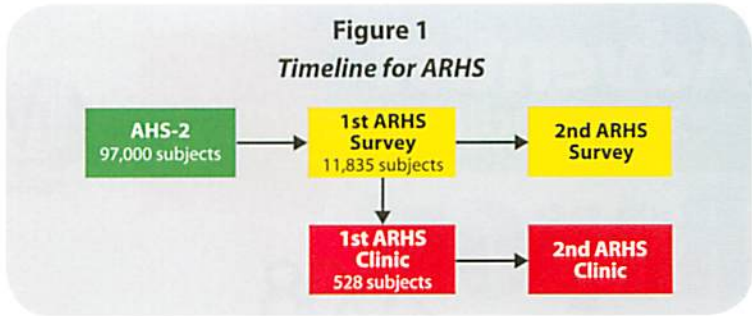 Figure 1
Timeline for ARHS
AHS-2
97,000 subjects
1st ARHS
Survey
11,835 subjects
2nd ARHS
Survey
1st ARHS
Clinic
528 subjects
2nd ARHS
Clinic